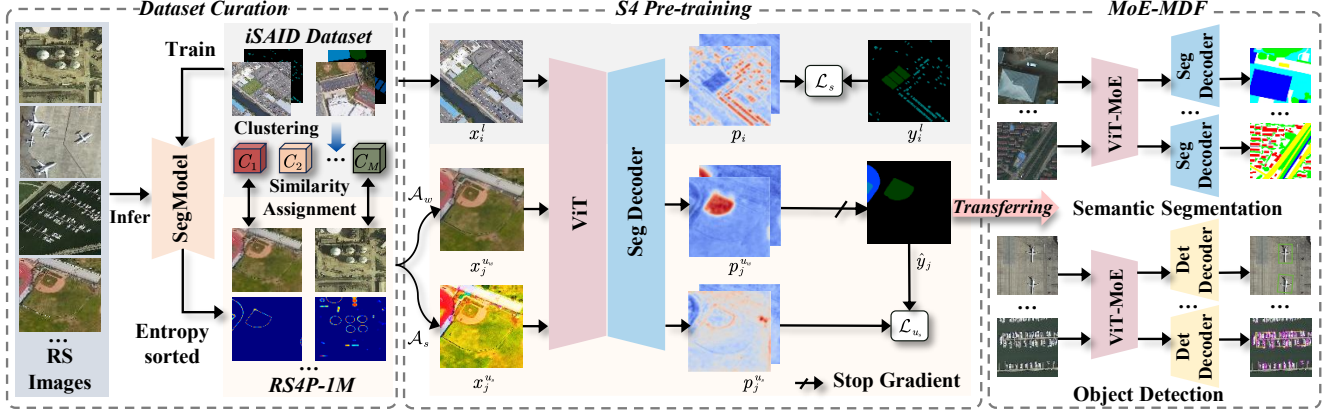 Dataset Curation
Train
iSAID Dataset
Clustering
C_1
C_2
...
C_M
Similarity
Assignment
SegModel
Infer
Entropy
sorted
...
RS
Images
...
RS4P-1M
S4 Pre-training
x_i^l
p_i
ℒ_s
y_i^l
𝒜_w
x_j^{u_w}
ViT
Seg Decoder
p_j^{u_w}
ŷ_j
𝒜_s
x_j^{u_s}
p_j^{u_s}
ℒ_{u_s}
Stop Gradient
Transferring
MoE-MDF
...
ViT-MoE
Seg
Decoder
...
Seg
Decoder
...
Semantic Segmentation
...
ViT-MoE
Det
Decoder
...
Det
Decoder
...
Object Detection